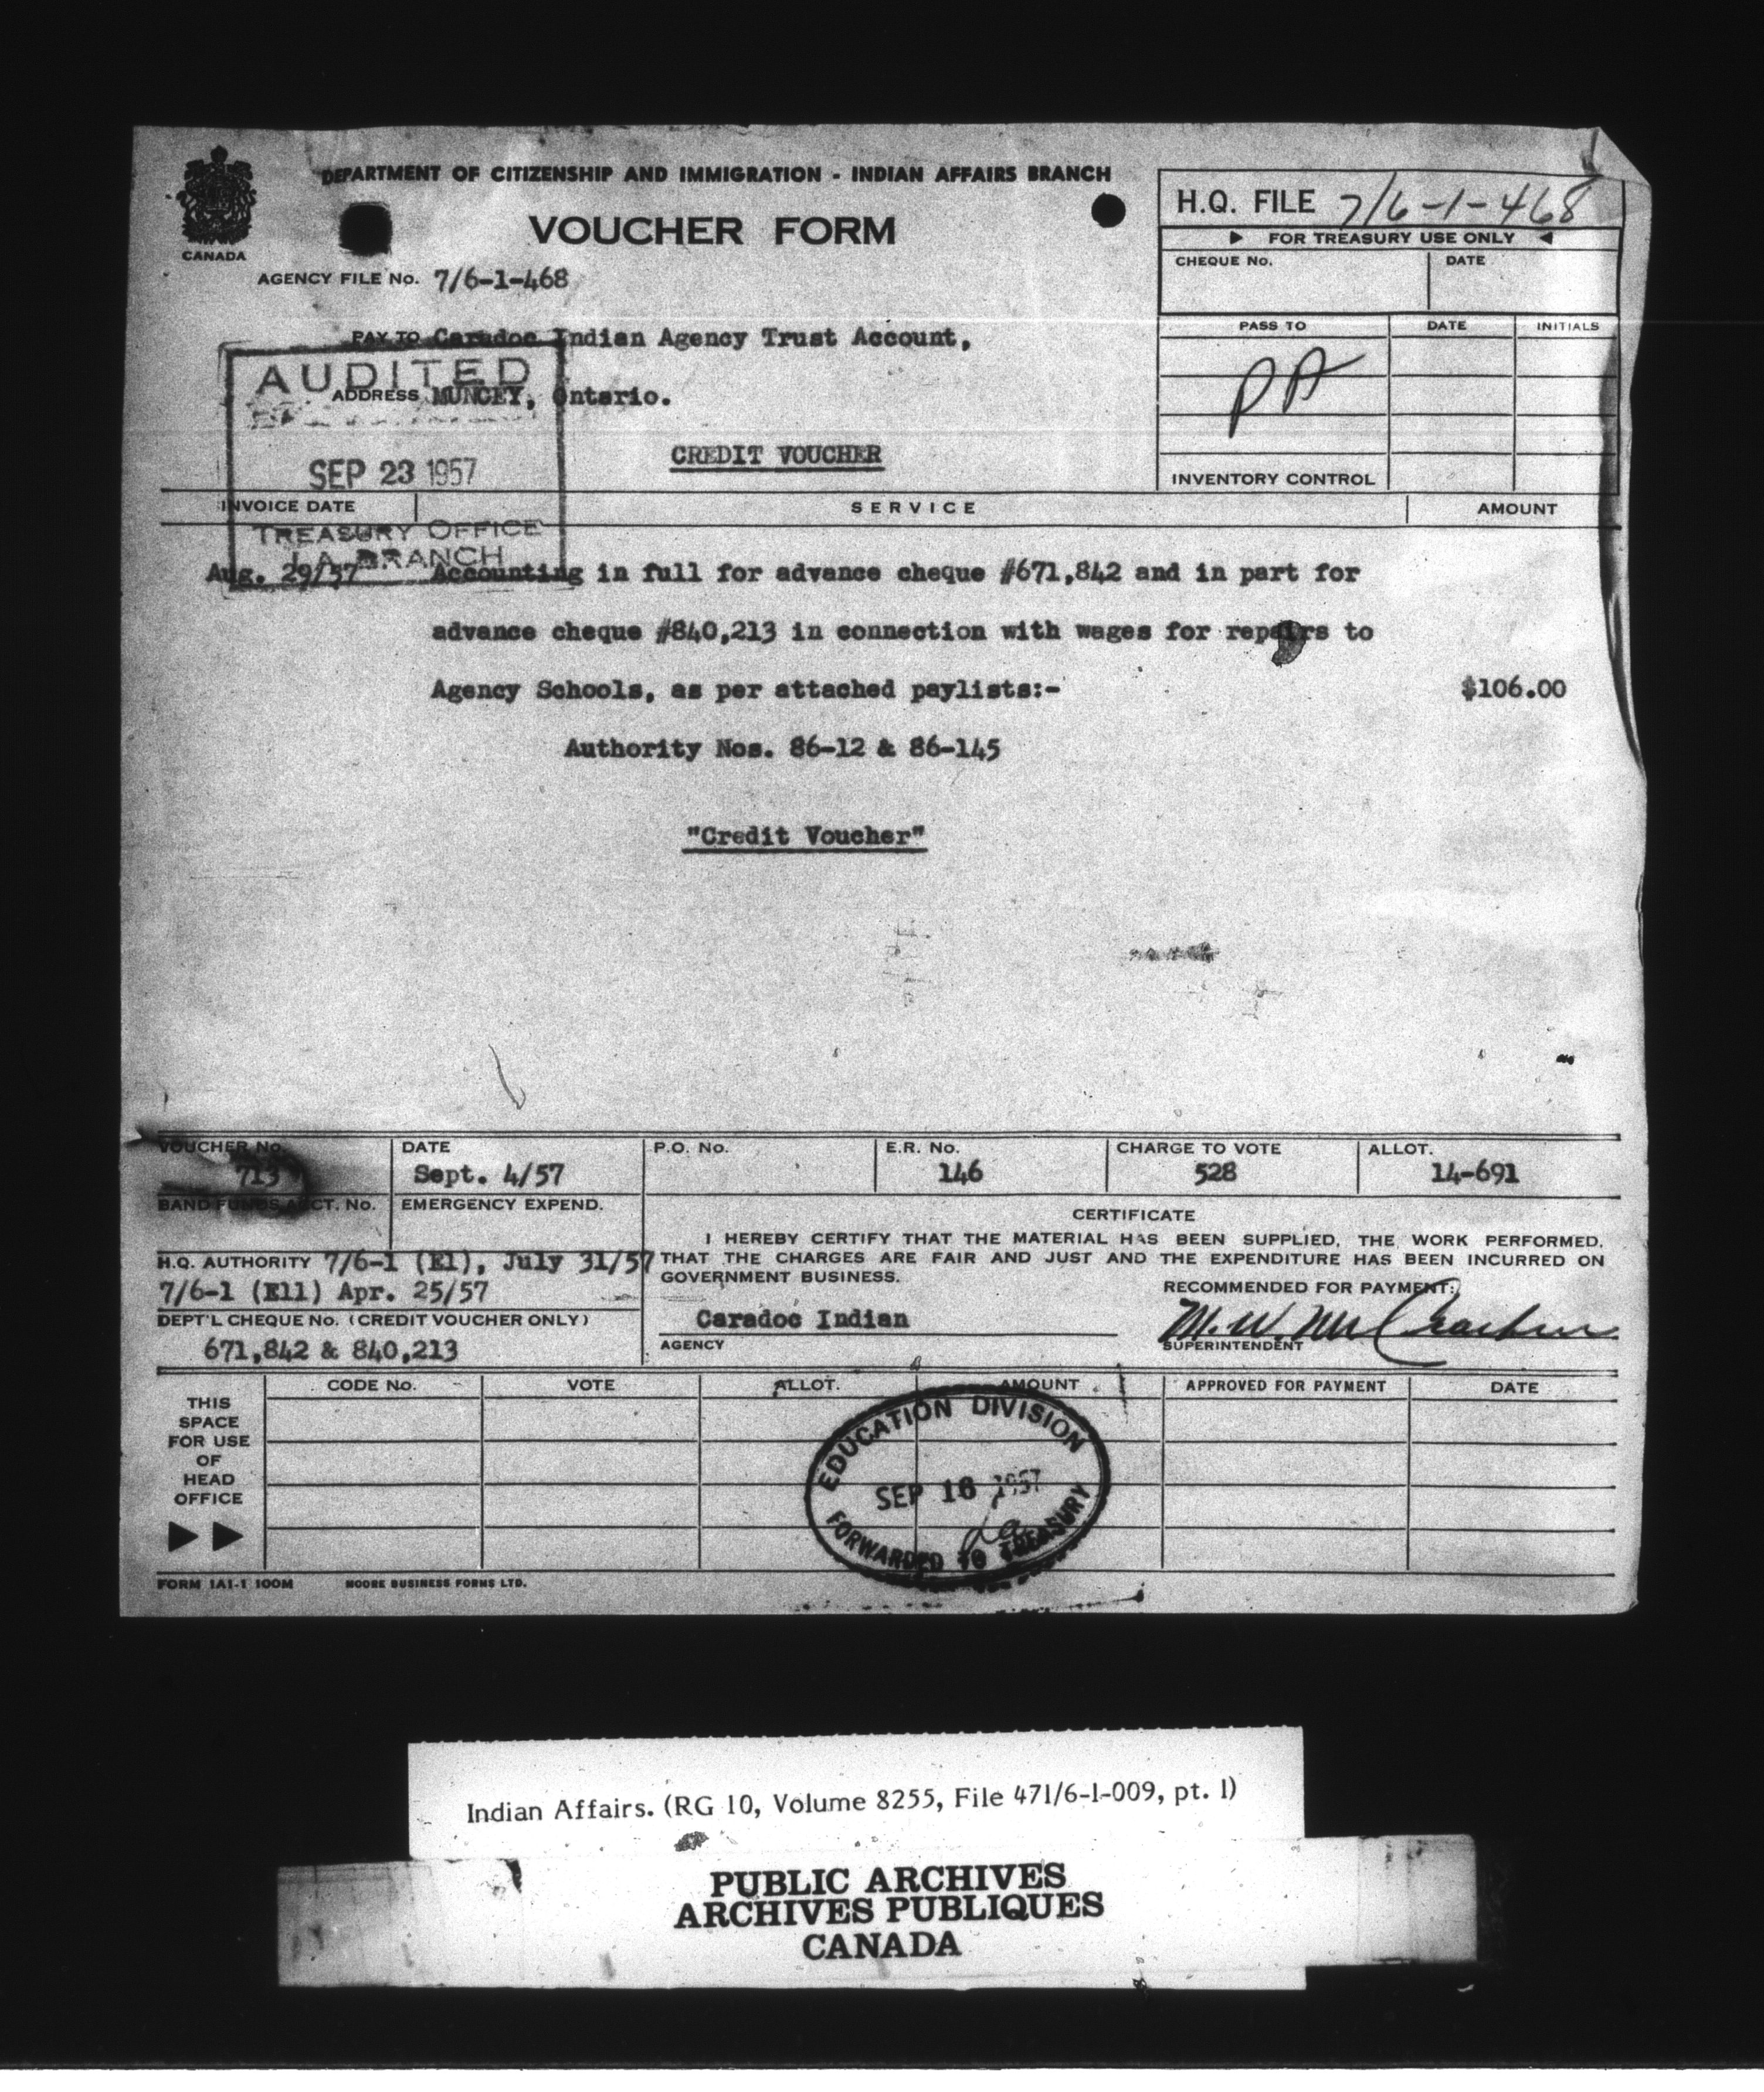 CANADA
DEPARTMENT OF CITIZENSHIP AND IMMIGRATION - INDIAN AFFAIRS BRANCH
VOUCHER FORM
H.Q. FILE 7/6-1-468
FOR TREASURY USE ONLY
CHEQUE No. DATE
AGENCY FILE No. 7/6-1-468
PASS TO DATE INITIALS
PA
INVENTORY CONTROL
PAY TO Caradoc Indian Agency Trust Account,
ADDRESS MUNCEY, Ontario.
AUDITED
SEP 23 1957
TREASURY OFFICE
I.A. BRANCH
CREDIT VOUCHER
INVOICE DATE SERVICE AMOUNT
Aug. 29/57 Accounting in full for advance cheque #671,842 and in part for
advance cheque #840,213 in connection with wages for repairs to
Agency Schools, as per attached paylists:- $106.00
Authority Nos. 86-12 & 86-145
"Credit Voucher"
VOUCHER No. DATE P.O. No. E.R. No. CHARGE TO VOTE ALLOT.
713 Sept. 4/57 146 528 14-691
BAND FUNDS ACCT. No. EMERGENCY EXPEND.
H.Q. AUTHORITY 7/6-1 (E1), July 31/57
7/6-1 (E11) Apr. 25/57
DEPT'L CHEQUE No. (CREDIT VOUCHER ONLY)
671,842 & 840,213
CERTIFICATE
I HEREBY CERTIFY THAT THE MATERIAL HAS BEEN SUPPLIED, THE WORK PERFORMED,
THAT THE CHARGES ARE FAIR AND JUST AND THE EXPENDITURE HAS BEEN INCURRED ON
GOVERNMENT BUSINESS.
RECOMMENDED FOR PAYMENT:
Caradoc Indian
AGENCY
M. W. McCracken
SUPERINTENDENT
THIS
SPACE
FOR USE
OF
HEAD
OFFICE
CODE No. VOTE ALLOT. AMOUNT APPROVED FOR PAYMENT DATE
EDUCATION DIVISION
SEP 16 1957
FORWARDED TO TREASURY
FORM 1A1-1 100M MOORE BUSINESS FORMS LTD.
Indian Affairs. (RG 10, Volume 8255, File 471/6-1-009, pt. 1)
PUBLIC ARCHIVES
ARCHIVES PUBLIQUES
CANADA